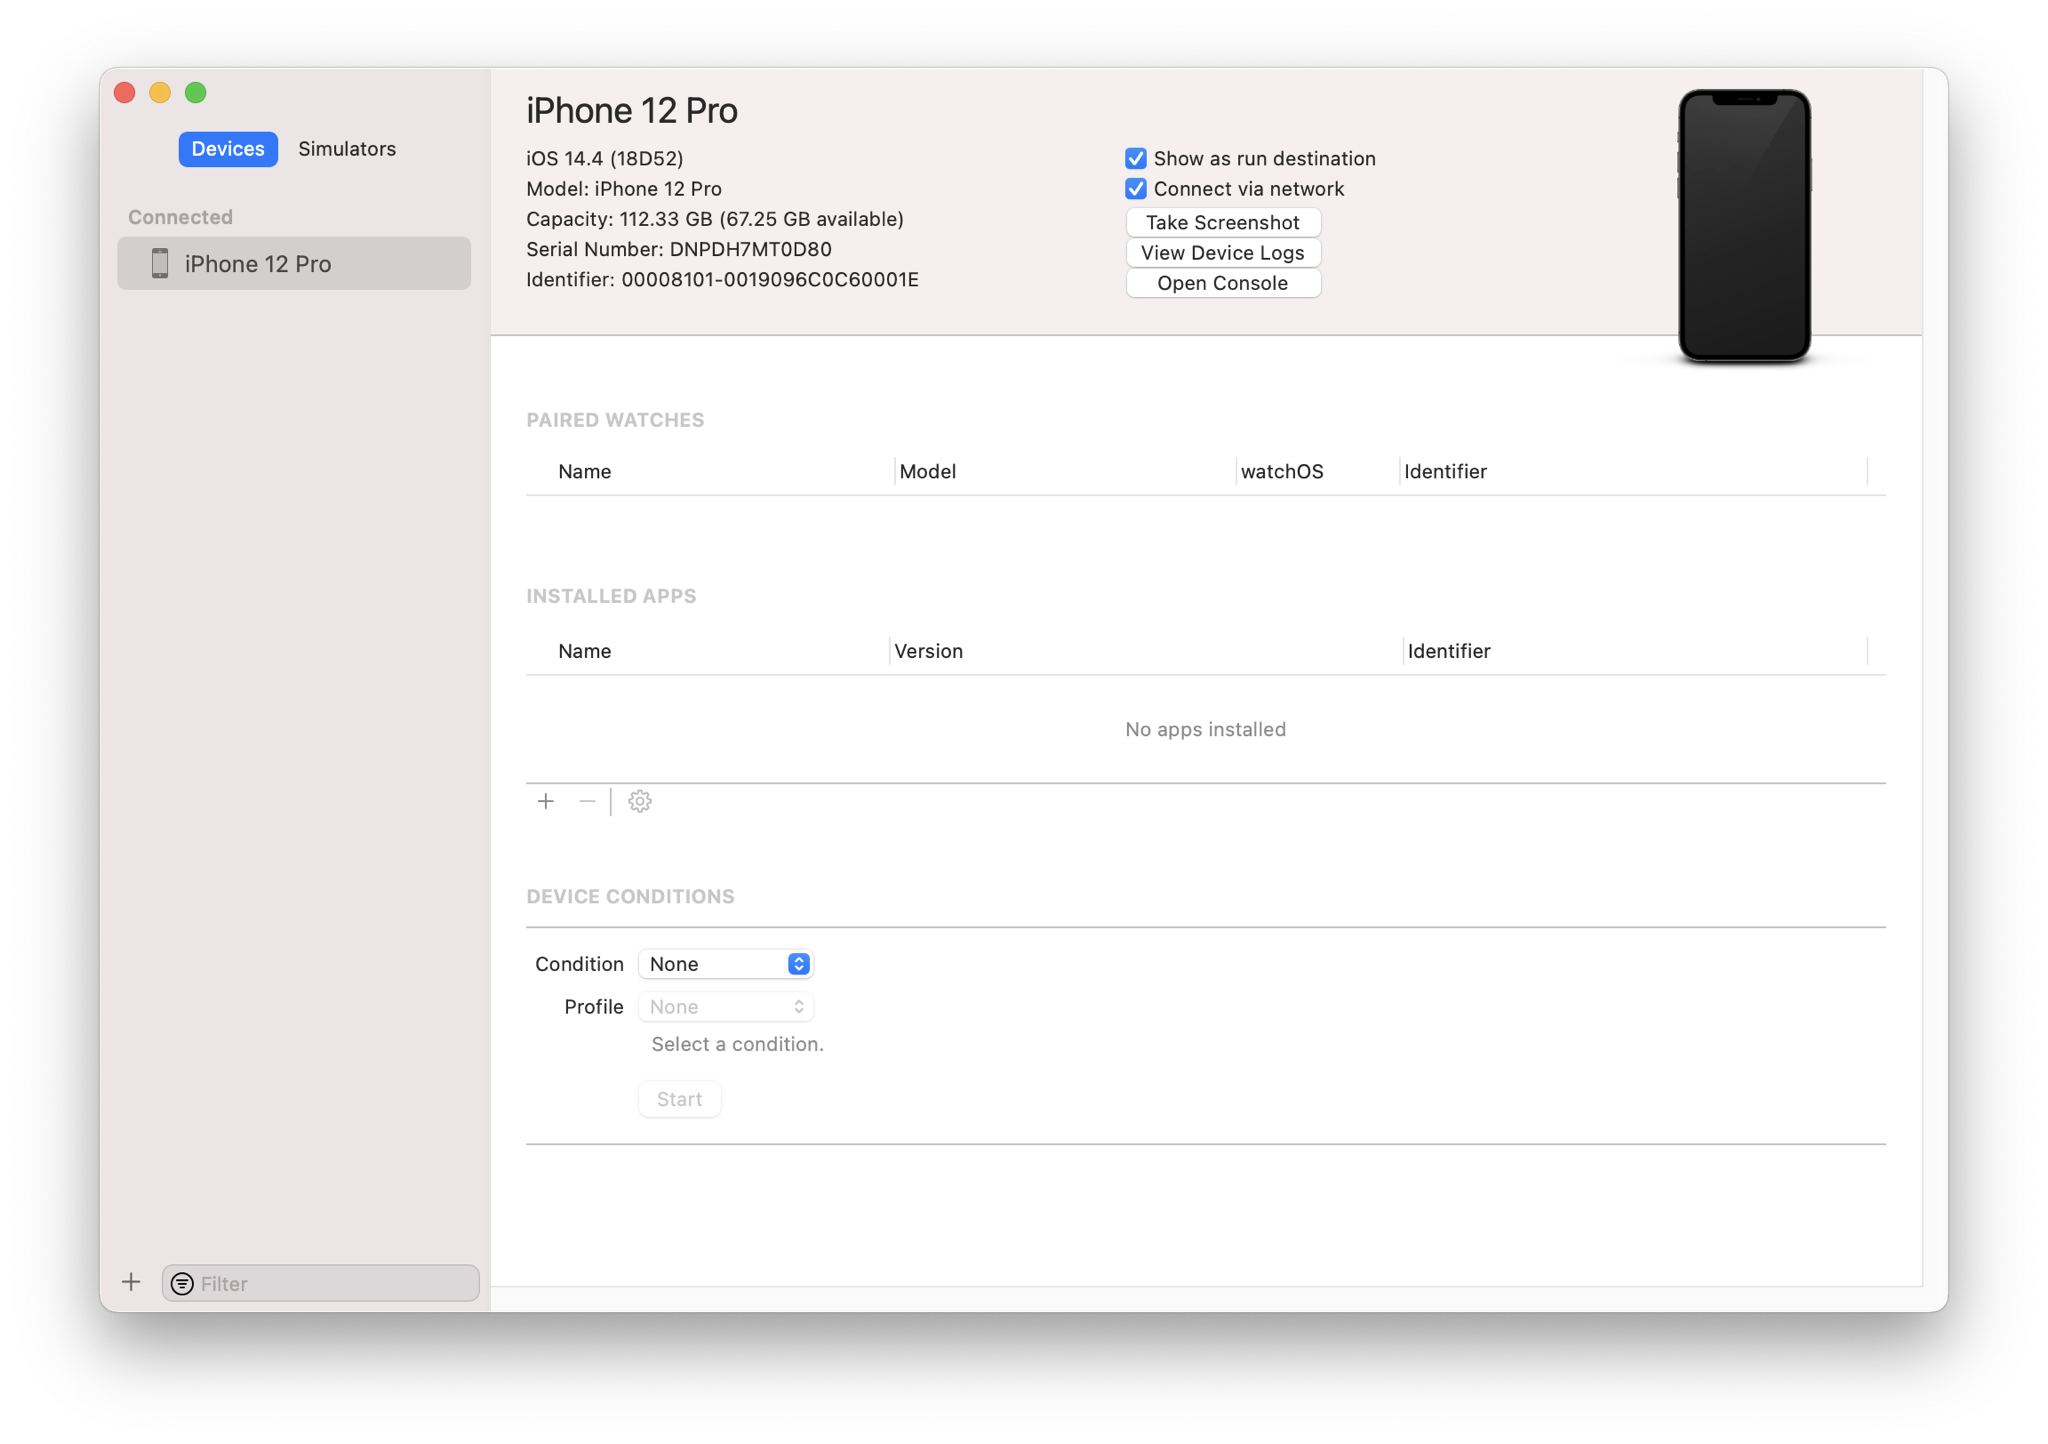 Devices Simulators
Connected
iPhone 12 Pro
Filter
iPhone 12 Pro
iOS 14.4 (18D52)
Model: iPhone 12 Pro
Capacity: 112.33 GB (67.25 GB available)
Serial Number: DNPDH7MT0D80
Identifier: 00008101-0019096C0C60001E
Show as run destination
Connect via network
Take Screenshot
View Device Logs
Open Console
PAIRED WATCHES
Name Model watchOS Identifier
INSTALLED APPS
Name Version Identifier
No apps installed
DEVICE CONDITIONS
Condition None
Profile None
Select a condition.
Start